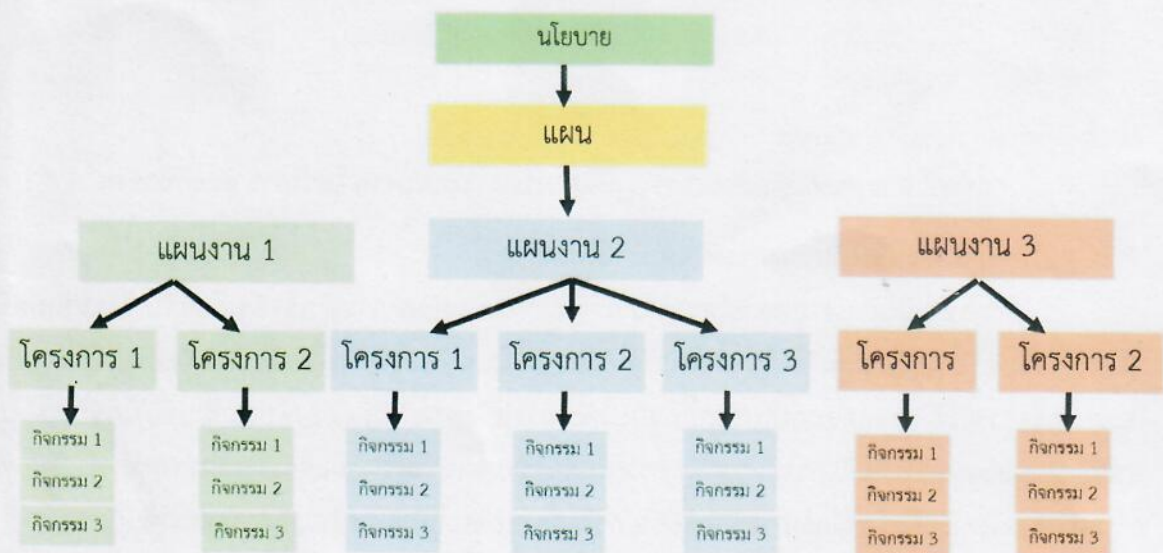 นโยบาย
แผน
แผนงาน 1
แผนงาน 2
แผนงาน 3
โครงการ 1
โครงการ 2
โครงการ 1
โครงการ 2
โครงการ 3
โครงการ
โครงการ 2
กิจกรรม 1
กิจกรรม 2
กิจกรรม 3
กิจกรรม 1
กิจกรรม 2
กิจกรรม 3
กิจกรรม 1
กิจกรรม 2
กิจกรรม 3
กิจกรรม 1
กิจกรรม 2
กิจกรรม 3
กิจกรรม 1
กิจกรรม 2
กิจกรรม 3
กิจกรรม 1
กิจกรรม 2
กิจกรรม 3
กิจกรรม 1
กิจกรรม 2
กิจกรรม 3